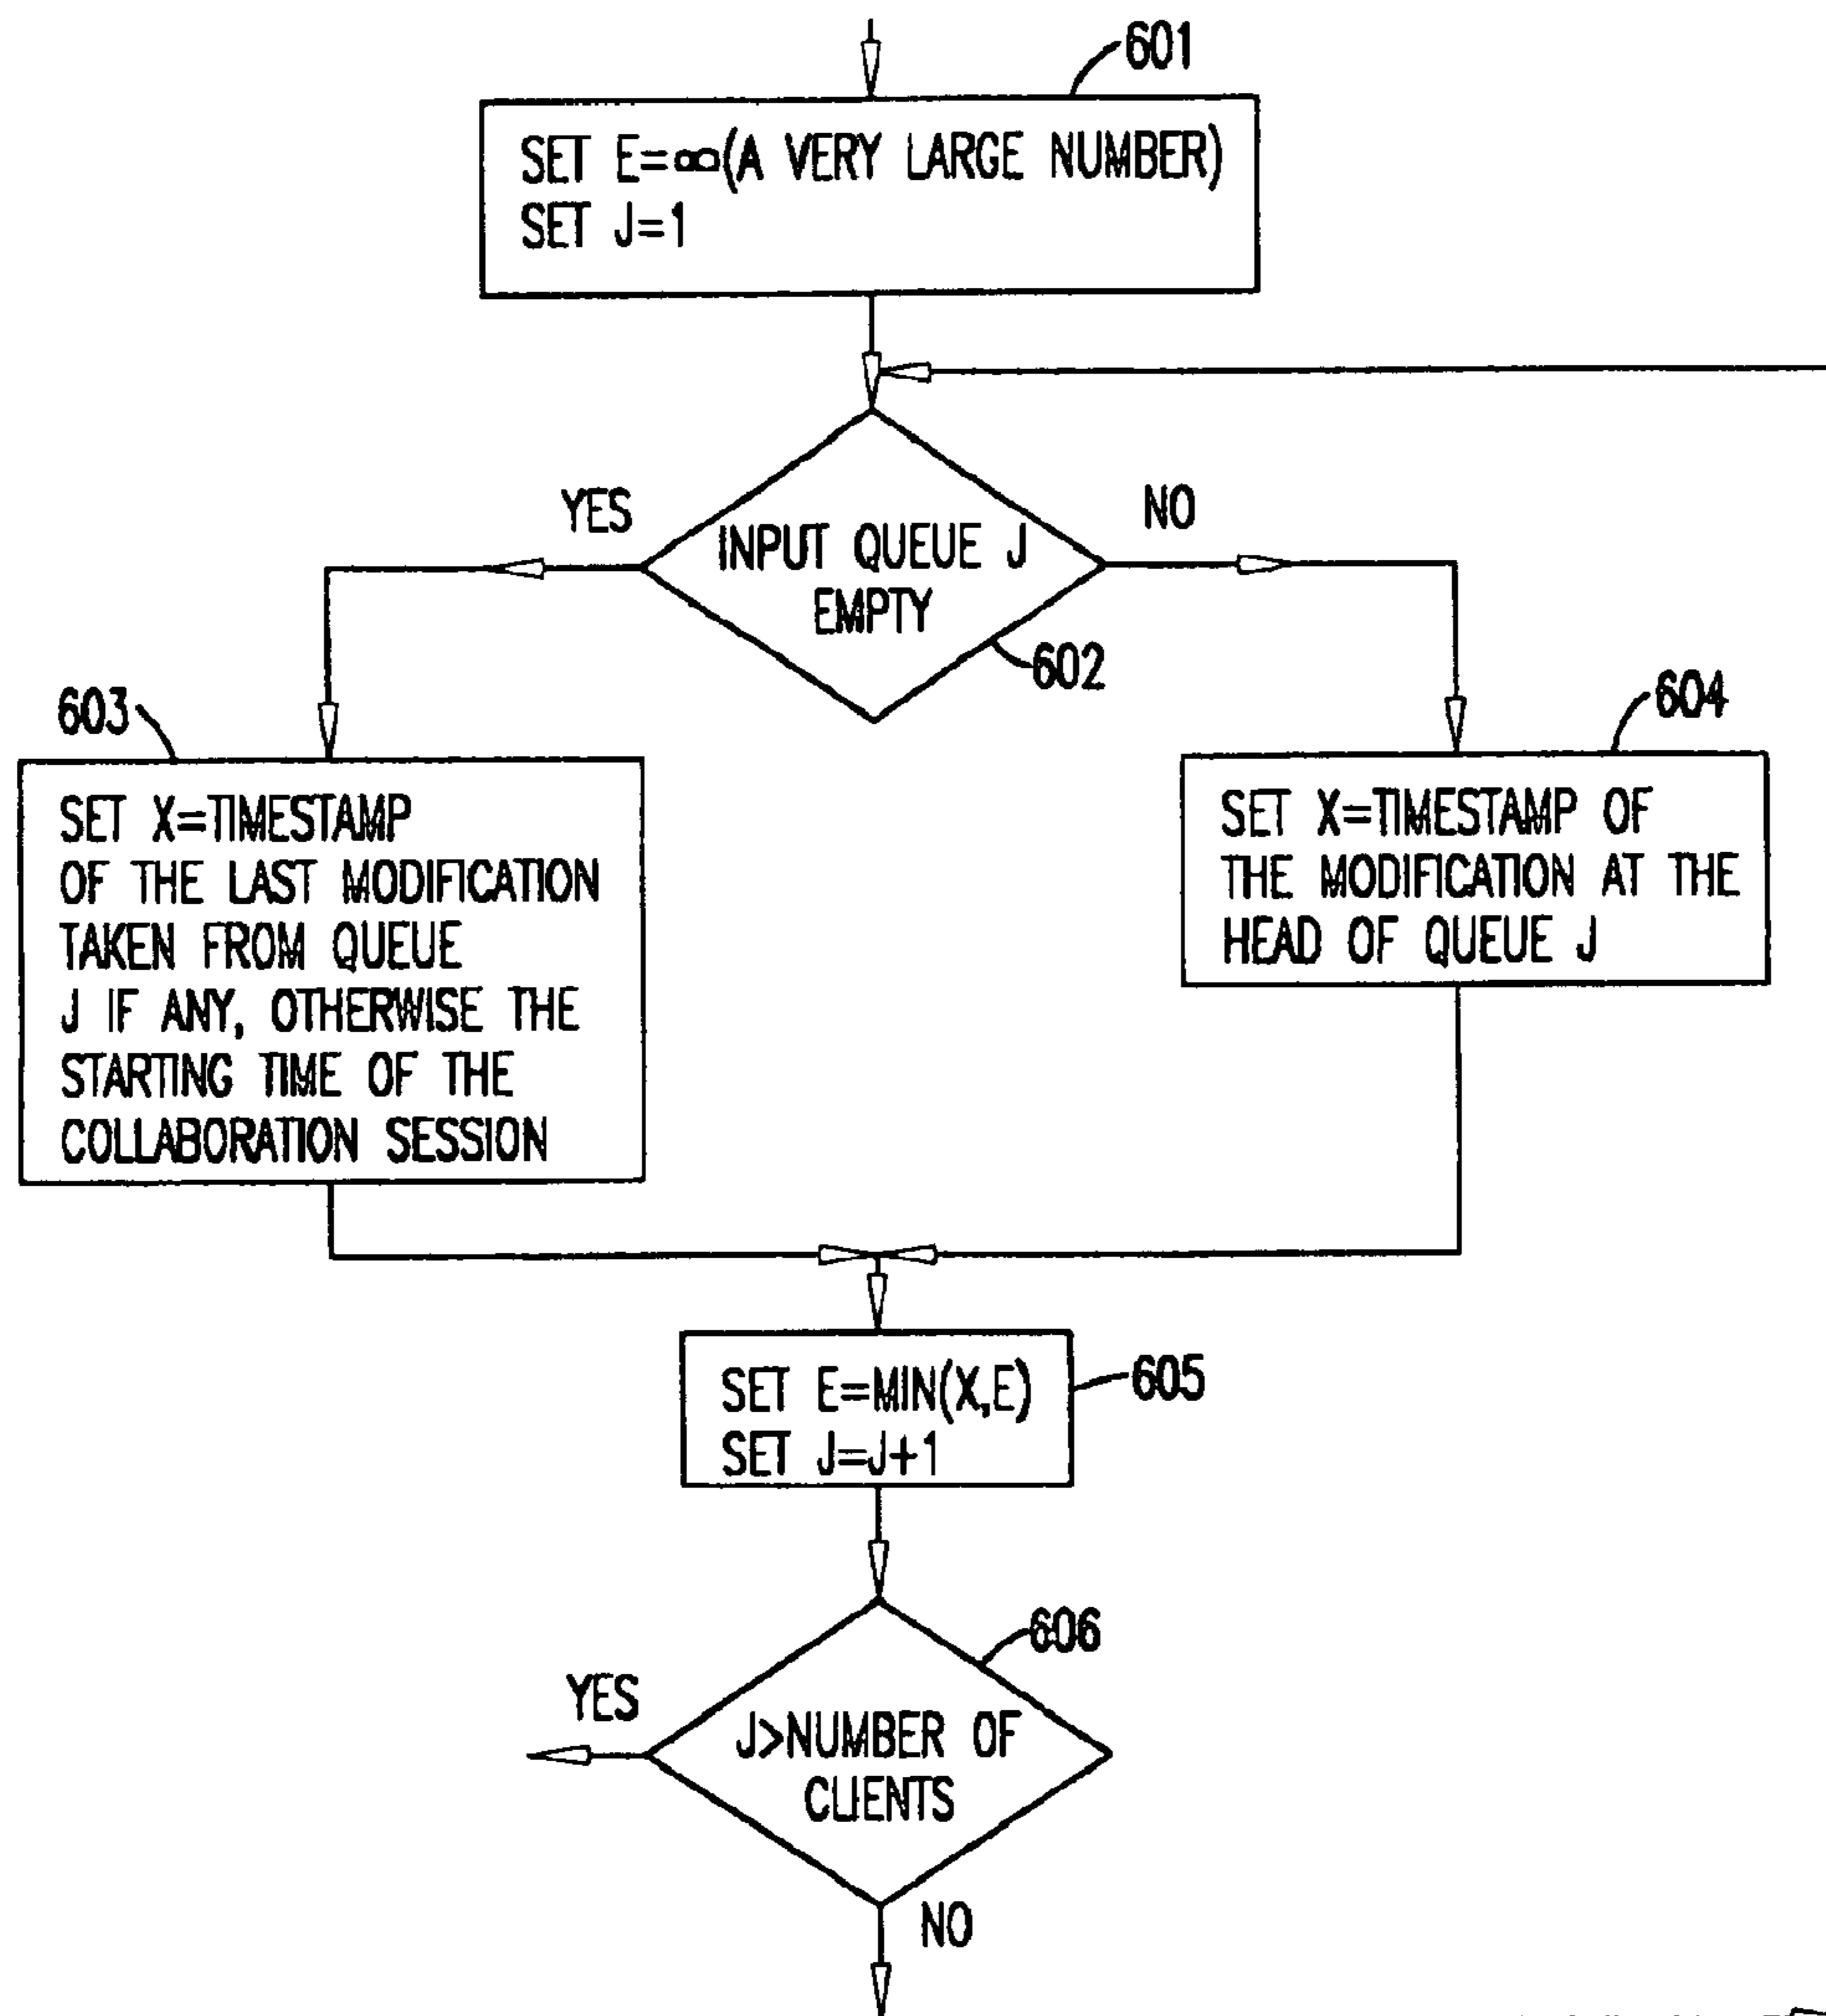 601
SET E=∞(A VERY LARGE NUMBER)
SET J=1
YES
NO
INPUT QUEUE J
EMPTY
602
603
604
SET X=TIMESTAMP
OF THE LAST MODIFICATION
TAKEN FROM QUEUE
J IF ANY, OTHERWISE THE
STARTING TIME OF THE
COLLABORATION SESSION
SET X=TIMESTAMP OF
THE MODIFICATION AT THE
HEAD OF QUEUE J
SET E=MIN(X,E)
SET J=J+1
605
606
YES
J>NUMBER OF
CLIENTS
NO